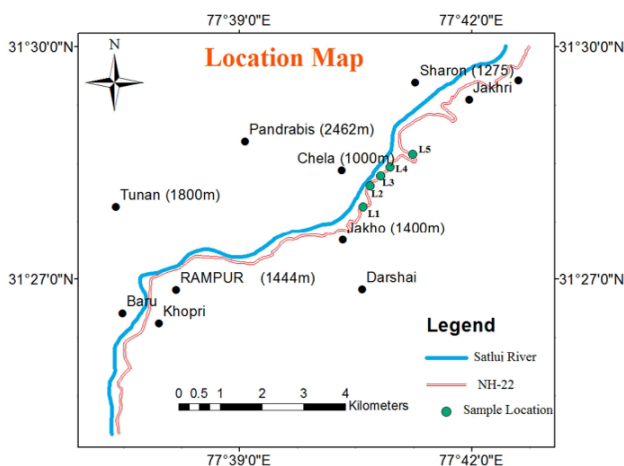 77°39'0"E 77°42'0"E
31°30'0"N 31°30'0"N
N
Location Map
Sharon (1275)
Jakhri
Pandrabis (2462m)
Chela (1000m)
L5
L4
L3
L2
L1
Tunan (1800m)
Jakho (1400m)
31°27'0"N 31°27'0"N
RAMPUR (1444m)
Darshai
Baru
Khopri
Legend
Satlui River
NH-22
Sample Location
0 0.5 1 2 3 4
Kilometers
77°39'0"E 77°42'0"E